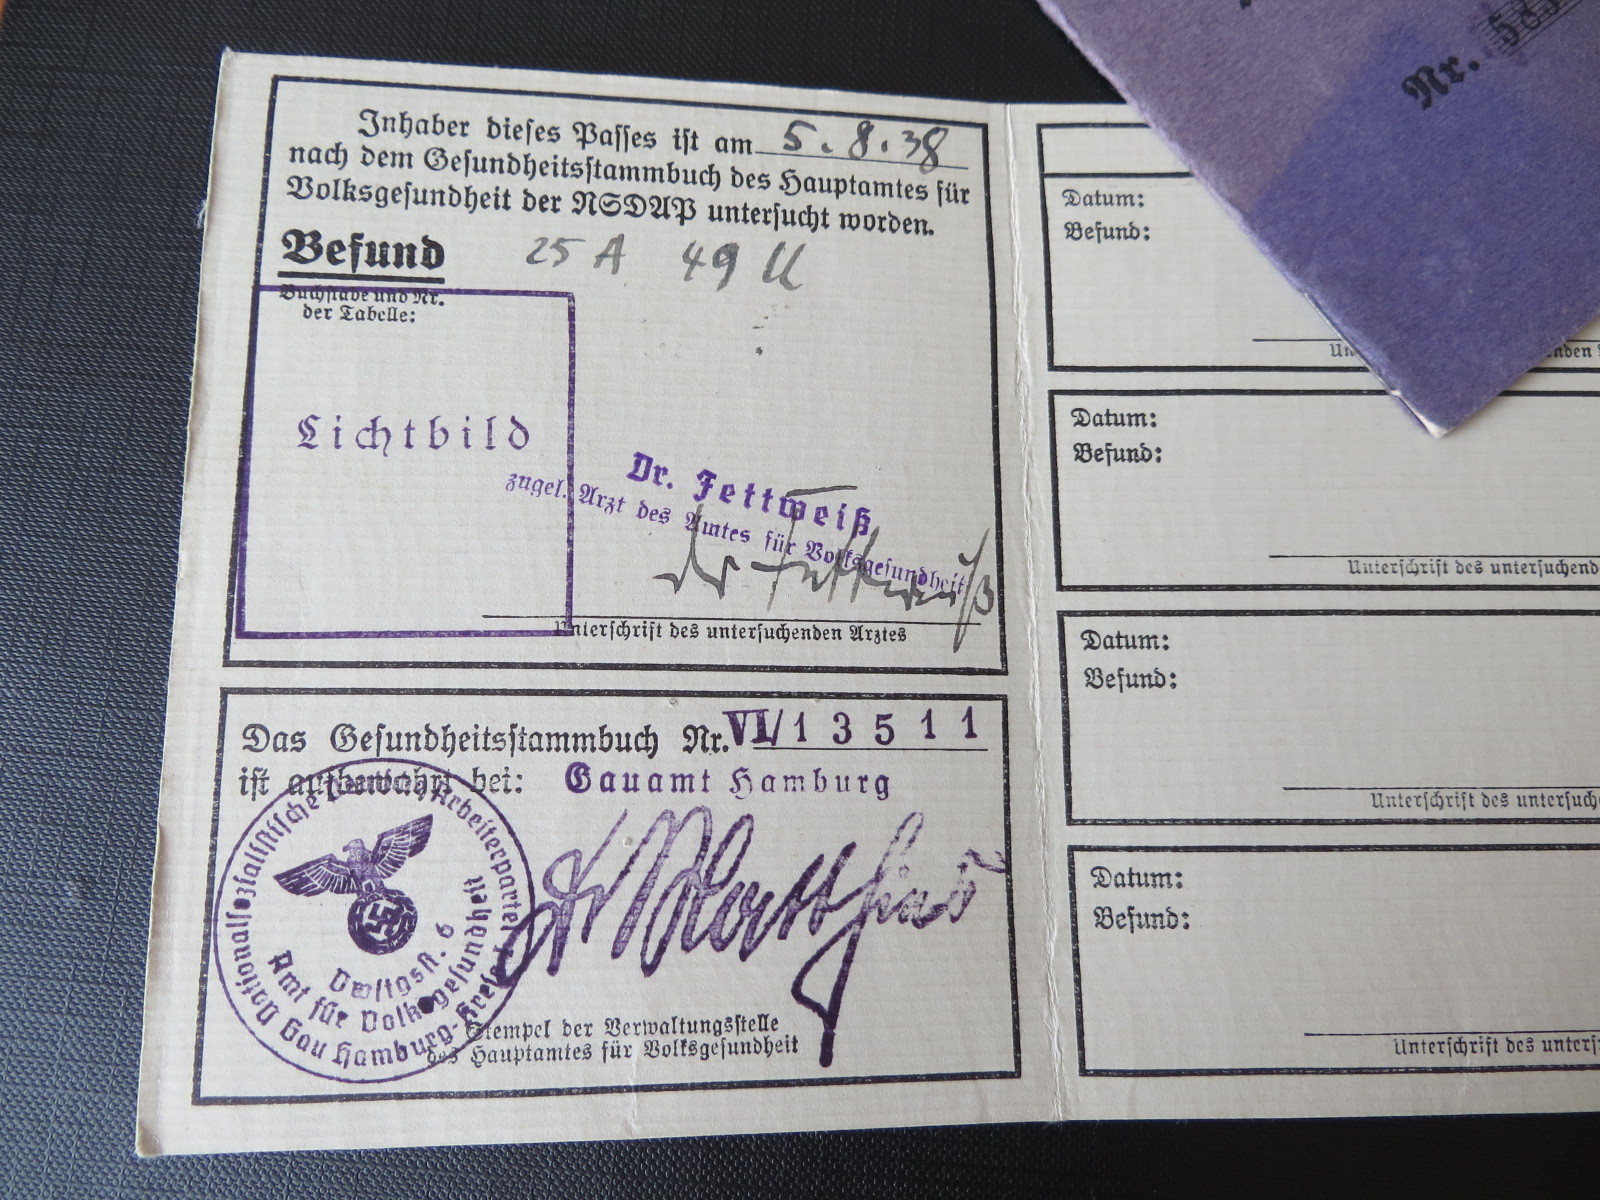 Inhaber dieses Passes ist am 5.8.38
nach dem Gesundheitsstammbuch des Hauptamtes für
Volksgesundheit der NSDAP untersucht worden.
Befund 25 A 49 U
Buchstabe und Nr.
der Tabelle:
Lichtbild
Dr. Fettweiß
zugel. Arzt des Amtes für Volksgesundheit
Dr Fettweiß
Unterschrift des untersuchenden Arztes
Das Gesundheitsstammbuch Nr. VI/13511
ist aufbewahrt bei: Gauamt Hamburg
Nationalsozialistische Deutsche Arbeiterpartei
Gau Hamburg-Kreis
Amt für Volksgesundheit
Dwltgsst. 6
Stempel der Verwaltungsstelle
des Hauptamtes für Volksgesundheit
Nr.
Datum:
Befund:
Datum:
Befund:
Unterschrift des untersuchend
Datum:
Befund:
Unterschrift des untersuch
Datum:
Befund:
Unterschrift des unters